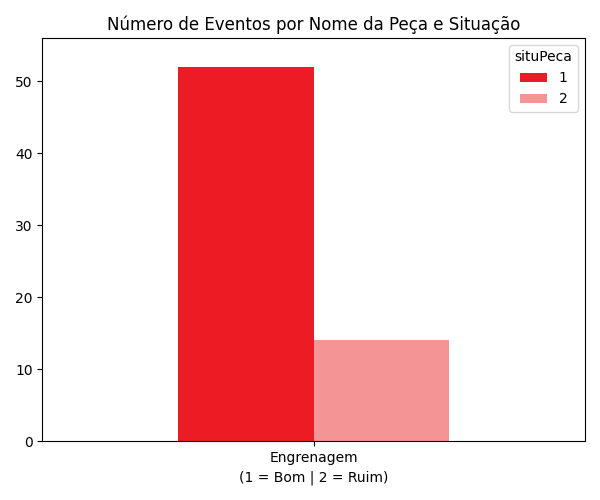 Número de Eventos por Nome da Peça e Situação
situPeca
1
2
50
40
30
20
10
0
Engrenagem
(1 = Bom | 2 = Ruim)